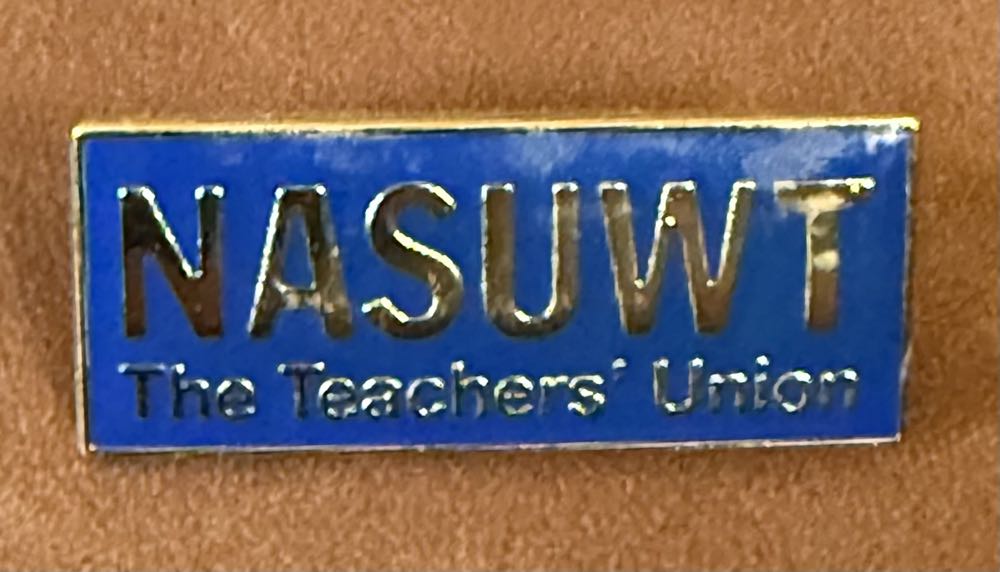 NASUWT
The Teachers' Union